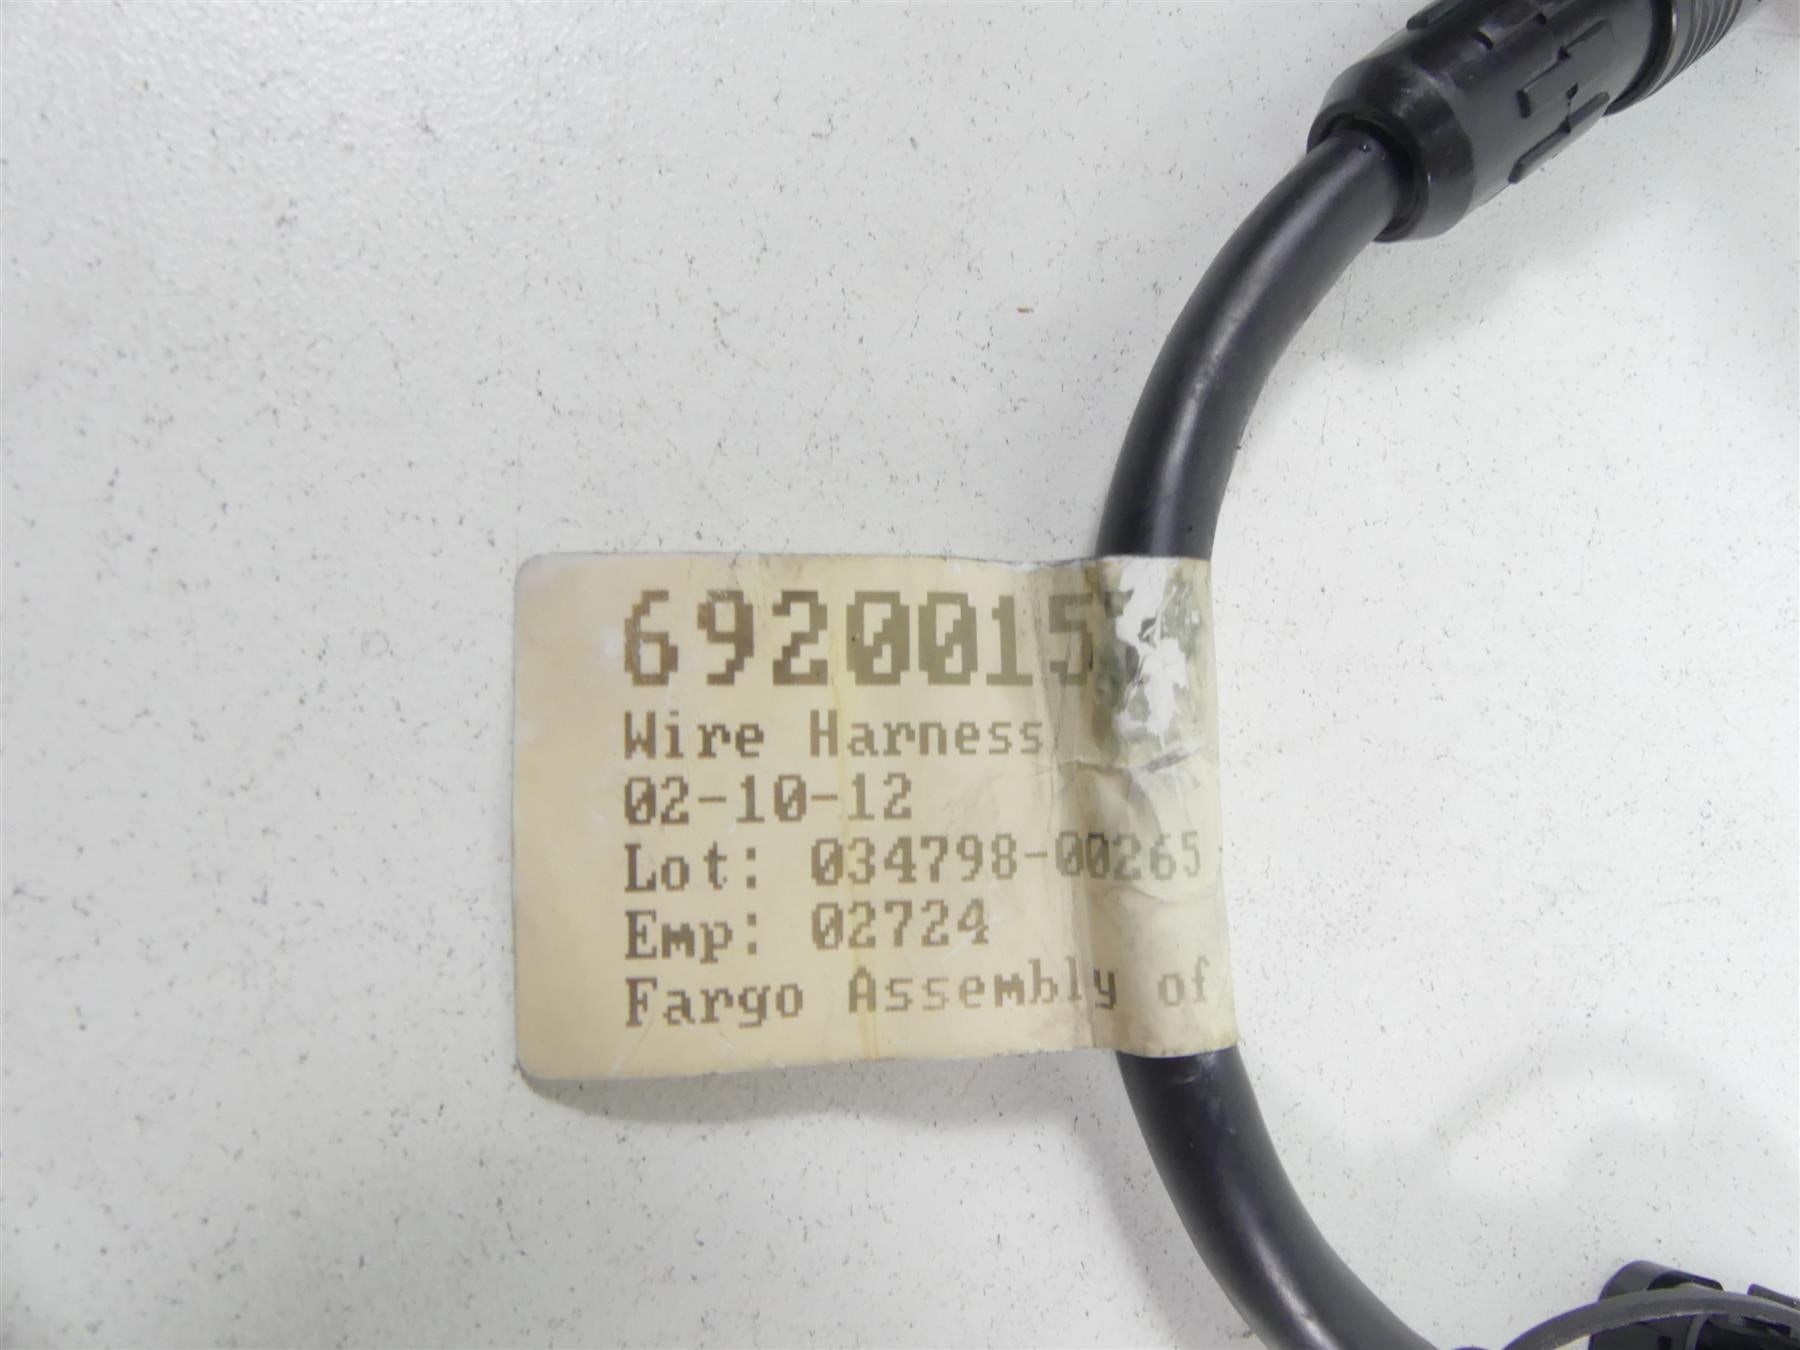 6920015
Wire Harness
02-10-12
Lot: 034798-00265
Emp: 02724
Fargo Assembly of